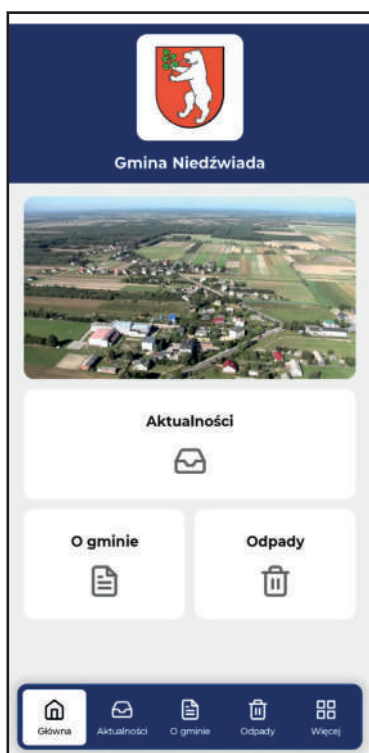 Gmina Niedźwiada
Aktualności
O gminie
Odpady
Główna
Aktualności
O gminie
Odpady
Więcej